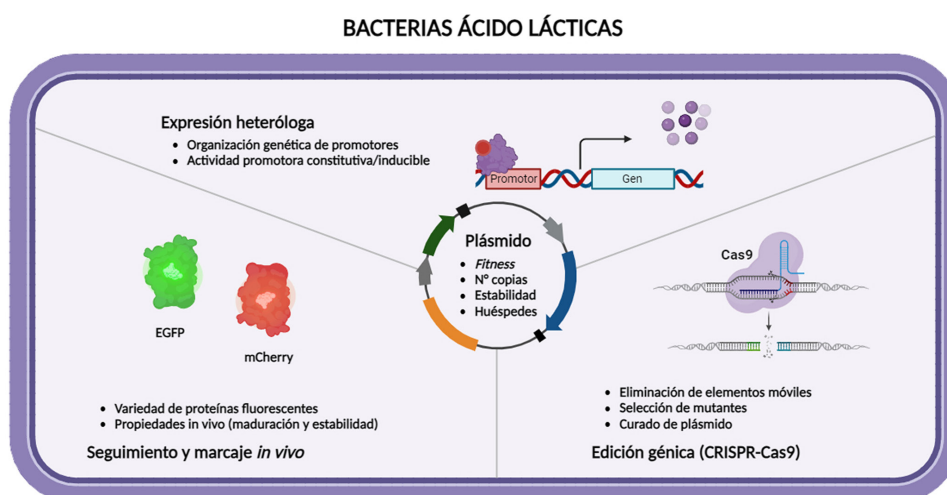 BACTERIAS ÁCIDO LÁCTICAS
Expresión heteróloga
• Organización genética de promotores
• Actividad promotora constitutiva/inducible
Promotor
Gen
Plásmido
• Fitness
• N° copias
• Estabilidad
• Huéspedes
EGFP
mCherry
• Variedad de proteínas fluorescentes
• Propiedades in vivo (maduración y estabilidad)
Seguimiento y marcaje in vivo
Cas9
• Eliminación de elementos móviles
• Selección de mutantes
• Curado de plásmido
Edición génica (CRISPR-Cas9)